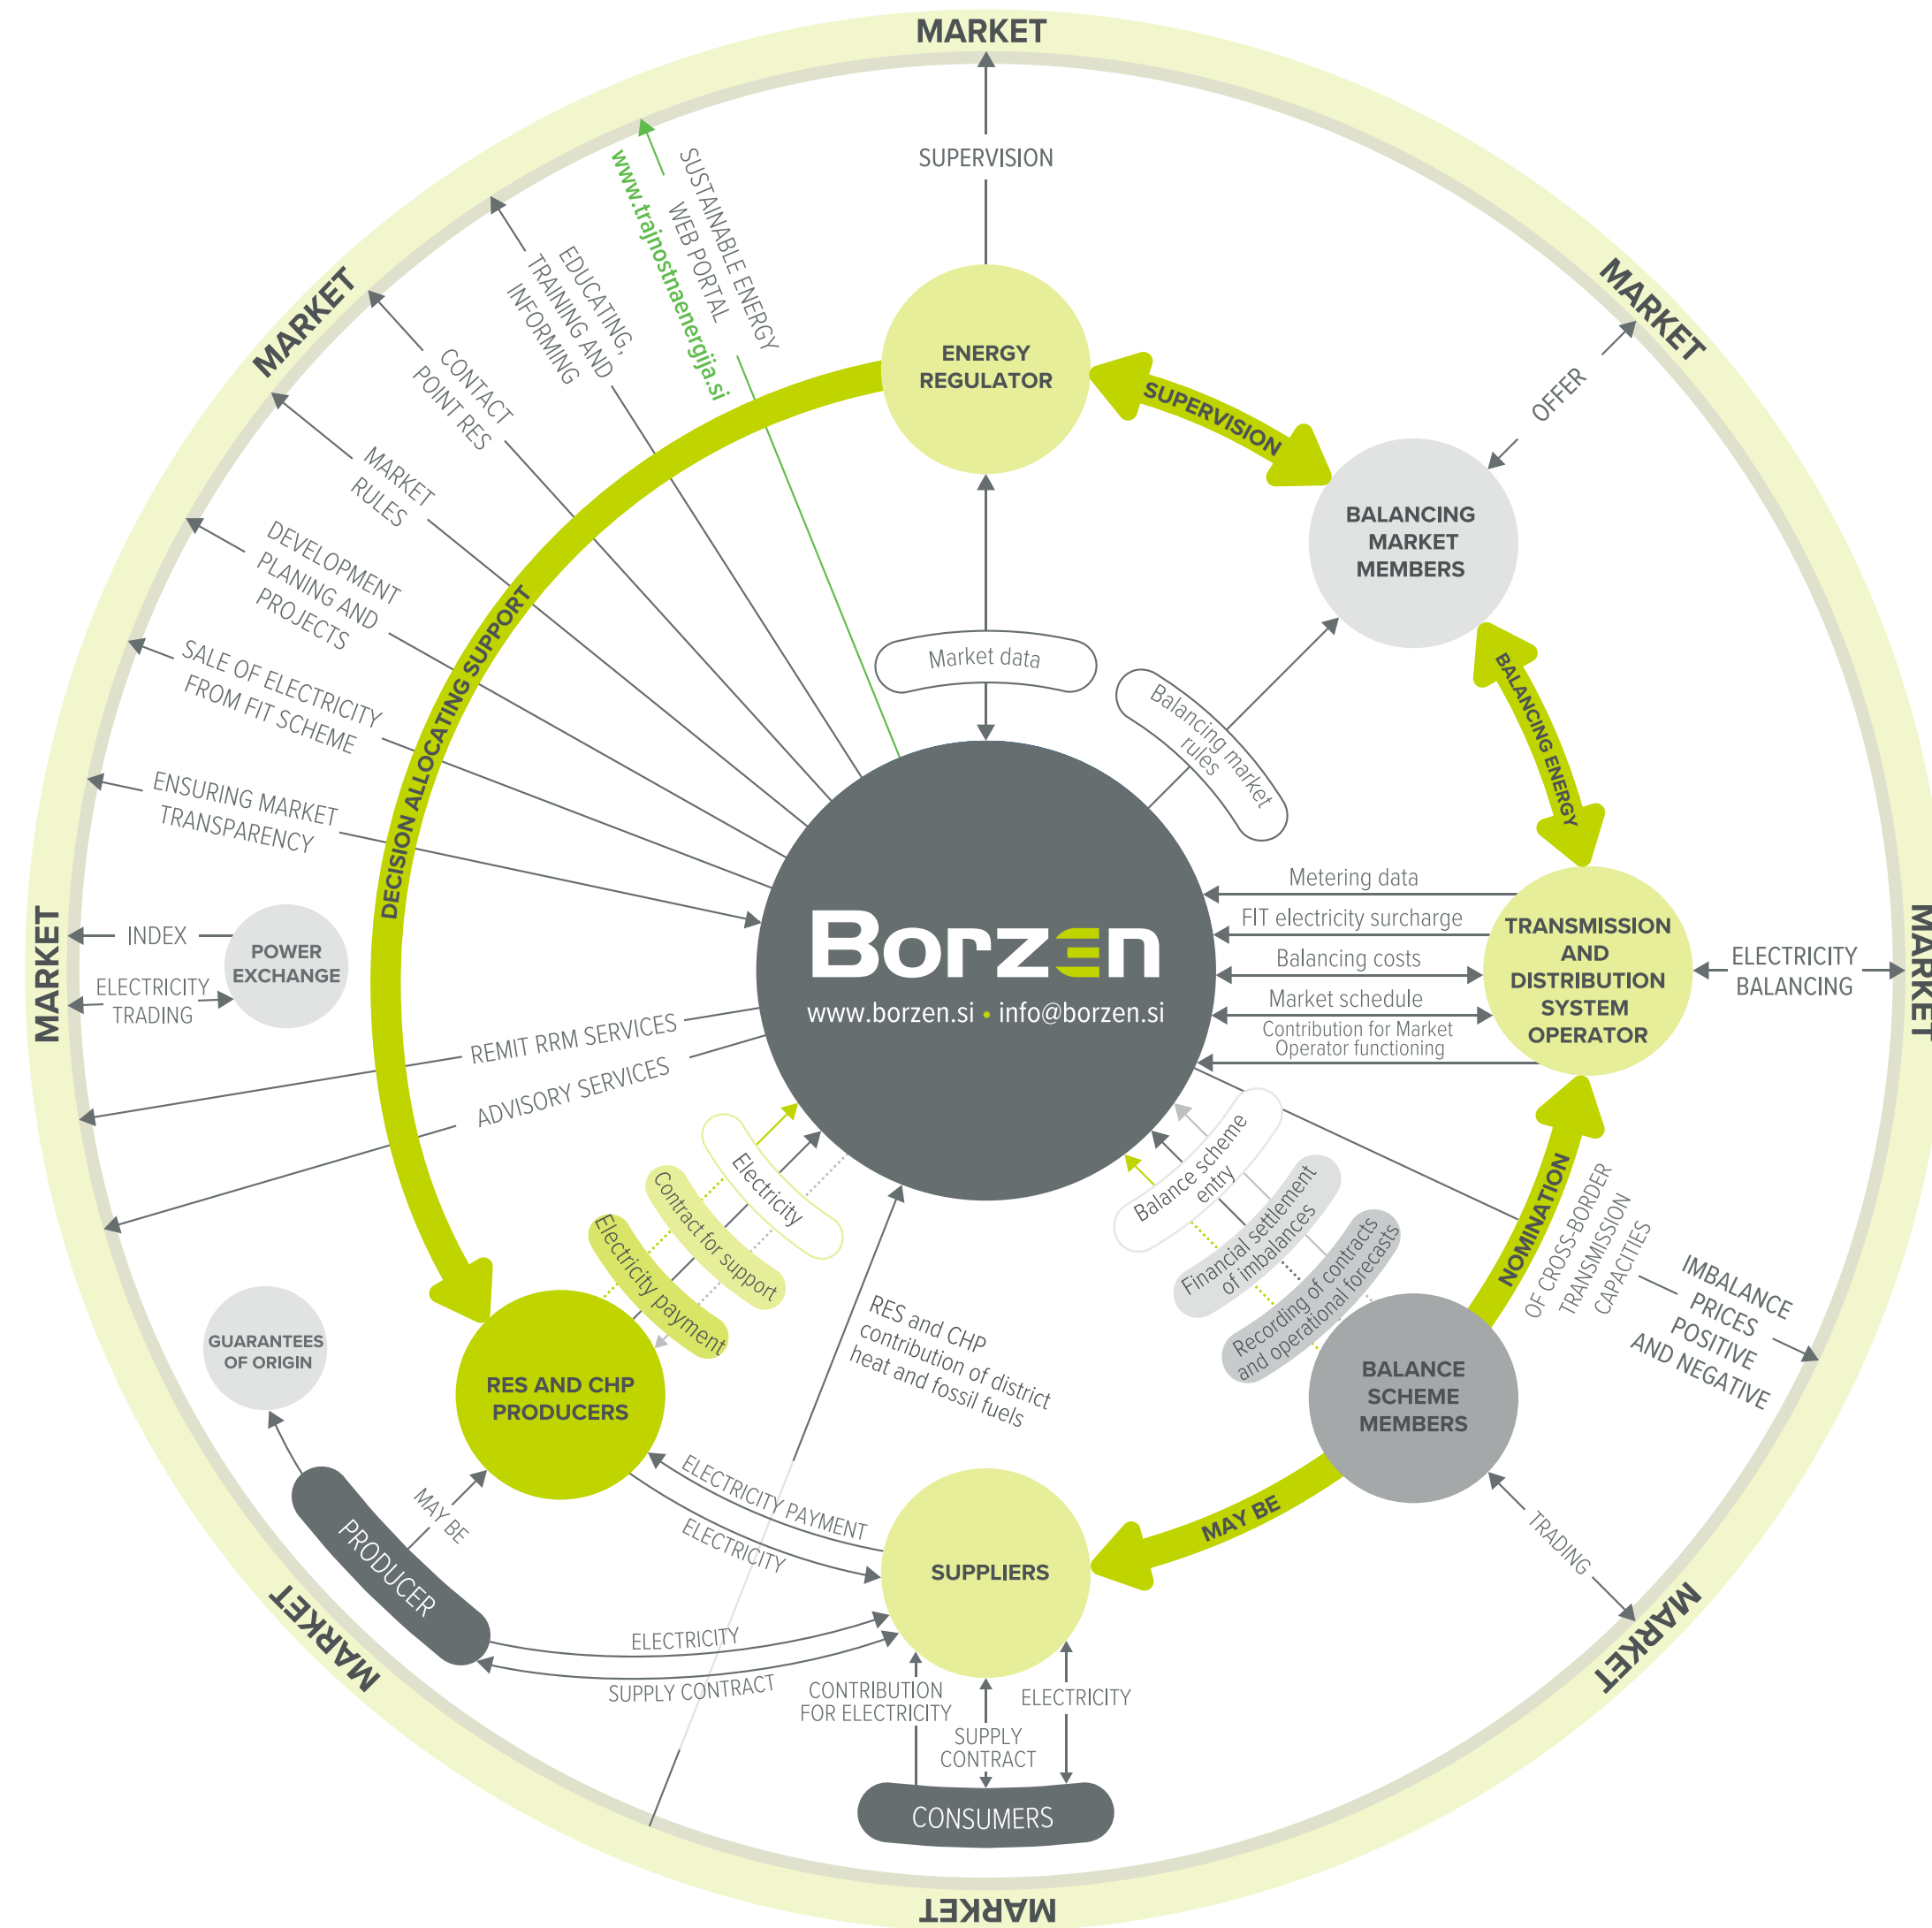 MARKET
SUPERVISION
SUSTAINABLE ENERGY
WEB PORTAL
www.trajnostnaenergija.si
EDUCATING,
TRAINING AND
INFORMING
MARKET
CONTACT
POINT RES
MARKET
RULES
DEVELOPMENT
PLANING AND
PROJECTS
SALE OF ELECTRICITY
FROM FIT SCHEME
ENSURING MARKET
TRANSPARENCY
DECISION ALLOCATING SUPPORT
ENERGY
REGULATOR
SUPERVISION
MARKET
OFFER
BALANCING
MARKET
MEMBERS
Market data
Balancing market
rules
BALANCING ENERGY
MARKET
INDEX
ELECTRICITY
TRADING
POWER
EXCHANGE
Borzen
www.borzen.si • info@borzen.si
Metering data
FIT electricity surcharge
Balancing costs
Market schedule
Contribution for Market
Operator functioning
TRANSMISSION
AND
DISTRIBUTION
SYSTEM
OPERATOR
ELECTRICITY
BALANCING
MARKET
REMIT RRM SERVICES
ADVISORY SERVICES
Electricity
Contract for support
Electricity payment
Balance scheme
entry
Financial settlement
of imbalances
Recording of contracts
and operational forecasts
NOMINATION
OF CROSS-BORDER
TRANSMISSION
CAPACITIES
IMBALANCE
PRICES
POSITIVE
AND NEGATIVE
GUARANTEES
OF ORIGIN
RES AND CHP
PRODUCERS
RES and CHP
contribution of district
heat and fossil fuels
BALANCE
SCHEME
MEMBERS
MAY BE
PRODUCER
ELECTRICITY PAYMENT
ELECTRICITY
SUPPLIERS
MAY BE
TRADING
MARKET
ELECTRICITY
SUPPLY CONTRACT
CONTRIBUTION
FOR ELECTRICITY
SUPPLY
CONTRACT
ELECTRICITY
CONSUMERS
MARKET
MARKET